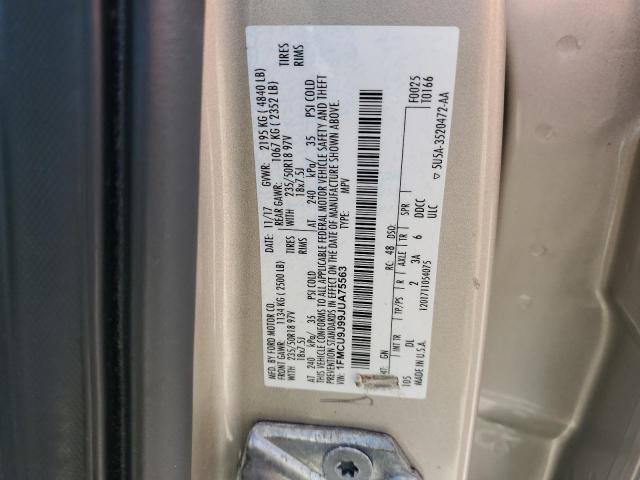 MFD. BY FORD MOTOR CO.
DATE: 11/17 GVWR: 2195 KG ( 4840 LB)
FRONT GAWR: 1134 KG ( 2500 LB) REAR GAWR: 1067 KG ( 2352 LB)
WITH 235/50R18 97V TIRES WITH 235/50R18 97V TIRES
18x7.5J RIMS 18x7.5J RIMS
AT 240 kPa/ 35 PSI COLD AT 240 kPa/ 35 PSI COLD
THIS VEHICLE CONFORMS TO ALL APPLICABLE FEDERAL MOTOR VEHICLE SAFETY AND THEFT
PREVENTION STANDARDS IN EFFECT ON THE DATE OF MANUFACTURE SHOWN ABOVE.
VIN: 1FMCU9J99JUA75563 TYPE: MPV
F0025
T0166
GN RC: 48 DSO:
INT TR TP/PS R AXLE TR SPR
105 DL 2 3A 6 DDCC
MADE IN U.S.A. 1201711054075 ULC ▽ 5U5A-3520472-AA